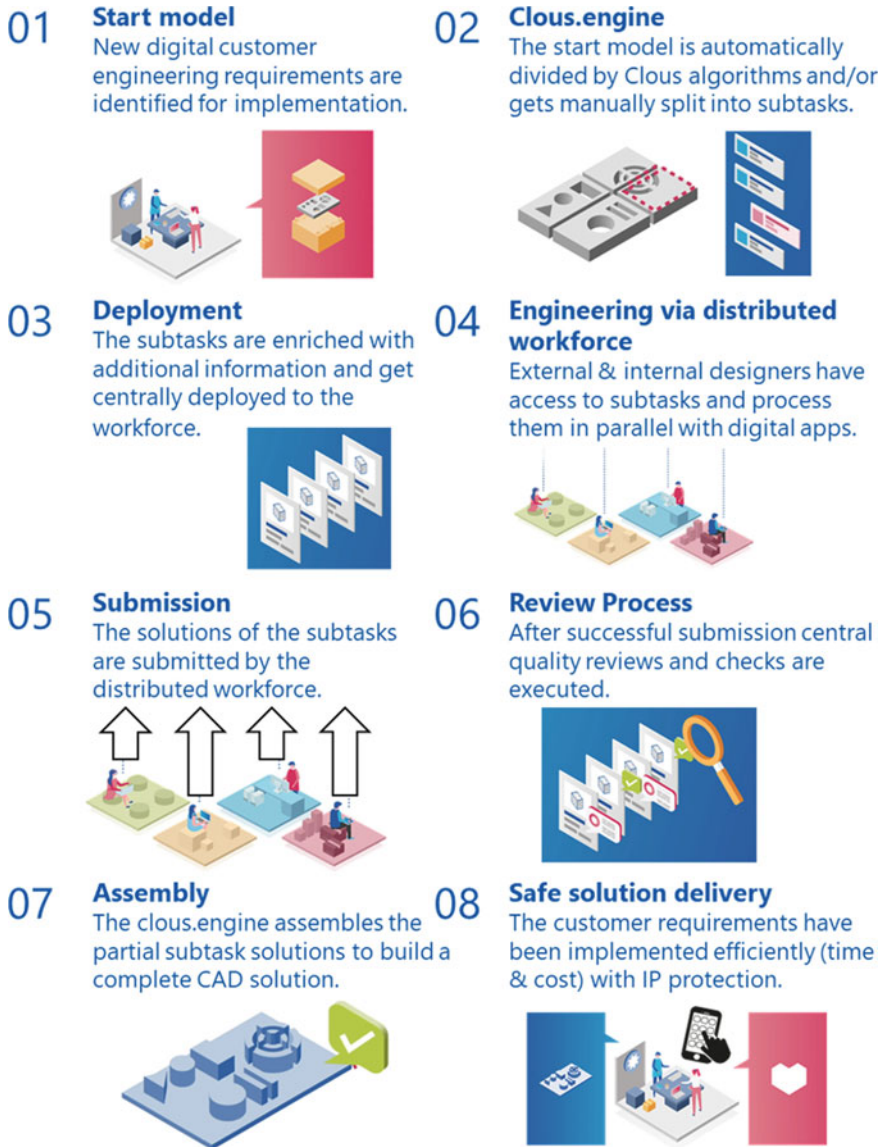 01
Start model
New digital customer
engineering requirements are
identified for implementation.
02
Clous.engine
The start model is automatically
divided by Clous algorithms and/or
gets manually split into subtasks.
03
Deployment
The subtasks are enriched with
additional information and get
centrally deployed to the
workforce.
04
Engineering via distributed
workforce
External & internal designers have
access to subtasks and process
them in parallel with digital apps.
05
Submission
The solutions of the subtasks
are submitted by the
distributed workforce.
06
Review Process
After successful submission central
quality reviews and checks are
executed.
07
Assembly
The clous.engine assembles the
partial subtask solutions to build a
complete CAD solution.
08
Safe solution delivery
The customer requirements have
been implemented efficiently (time
& cost) with IP protection.